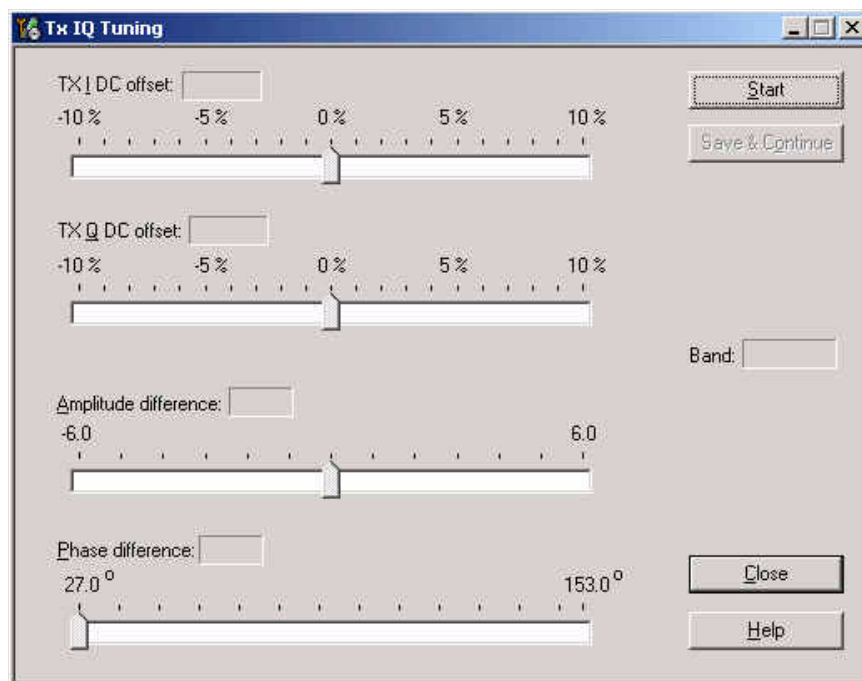 Tx IQ Tuning
TX I DC offset:
-10 % -5 % 0 % 5 % 10 %
Start
Save & Continue
TX Q DC offset:
-10 % -5 % 0 % 5 % 10 %
Band:
Amplitude difference:
-6.0 6.0
Phase difference:
27.0 ° 153.0 °
Close
Help